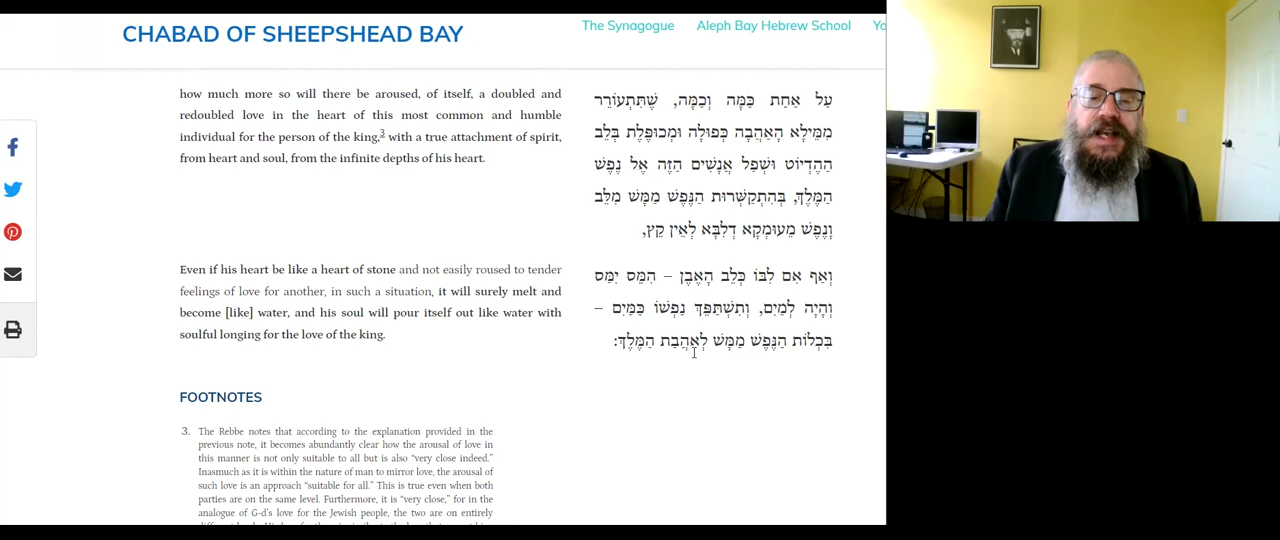 CHABAD OF SHEEPSHEAD BAY
The Synagogue
Aleph Bay Hebrew School
Yo
how much more so will there be aroused, of itself, a doubled and
redoubled love in the heart of this most common and humble
individual for the person of the king,3 with a true attachment of spirit,
from heart and soul, from the infinite depths of his heart.
עַל אַחַת כַּמָּה וְכַמָּה, שֶׁתִּתְעוֹרֵר
מִמֵּילָא הָאַהֲבָה כְּפוּלָה וּמְכוּפֶּלֶת בְּלֵב
הַהֶדְיוֹט וּשְׁפַל אֲנָשִׁים הַזֶּה אֶל נֶפֶשׁ
הַמֶּלֶךְ, בְּהִתְקַשְּׁרוּת הַנֶּפֶשׁ מַמָּשׁ מִלֵּב
וָנֶפֶשׁ מֵעוּמְקָא דְלִבָּא לְאֵין קֵץ,
Even if his heart be like a heart of stone and not easily roused to tender
feelings of love for another, in such a situation, it will surely melt and
become [like] water, and his soul will pour itself out like water with
soulful longing for the love of the king.
וְאַף אִם לִבּוֹ כְּלֵב הָאֶבֶן – הִמֵּס יִמַּס
וְהָיָה לְמַיִם, וְתִשְׁתַּפֵּךְ נַפְשׁוֹ כַּמַּיִם –
בִּכְלוֹת הַנֶּפֶשׁ מַמָּשׁ לְאַהֲבַת הַמֶּלֶךְ:
FOOTNOTES
3. The Rebbe notes that according to the explanation provided in the
previous note, it becomes abundantly clear how the arousal of love in
this manner is not only suitable to all but is also “very close indeed.”
Inasmuch as it is within the nature of man to mirror love, the arousal of
such love is an approach “suitable for all.” This is true even when both
parties are on the same level. Furthermore, it is “very close,” for in the
analogue of G-d’s love for the Jewish people, the two are on entirely